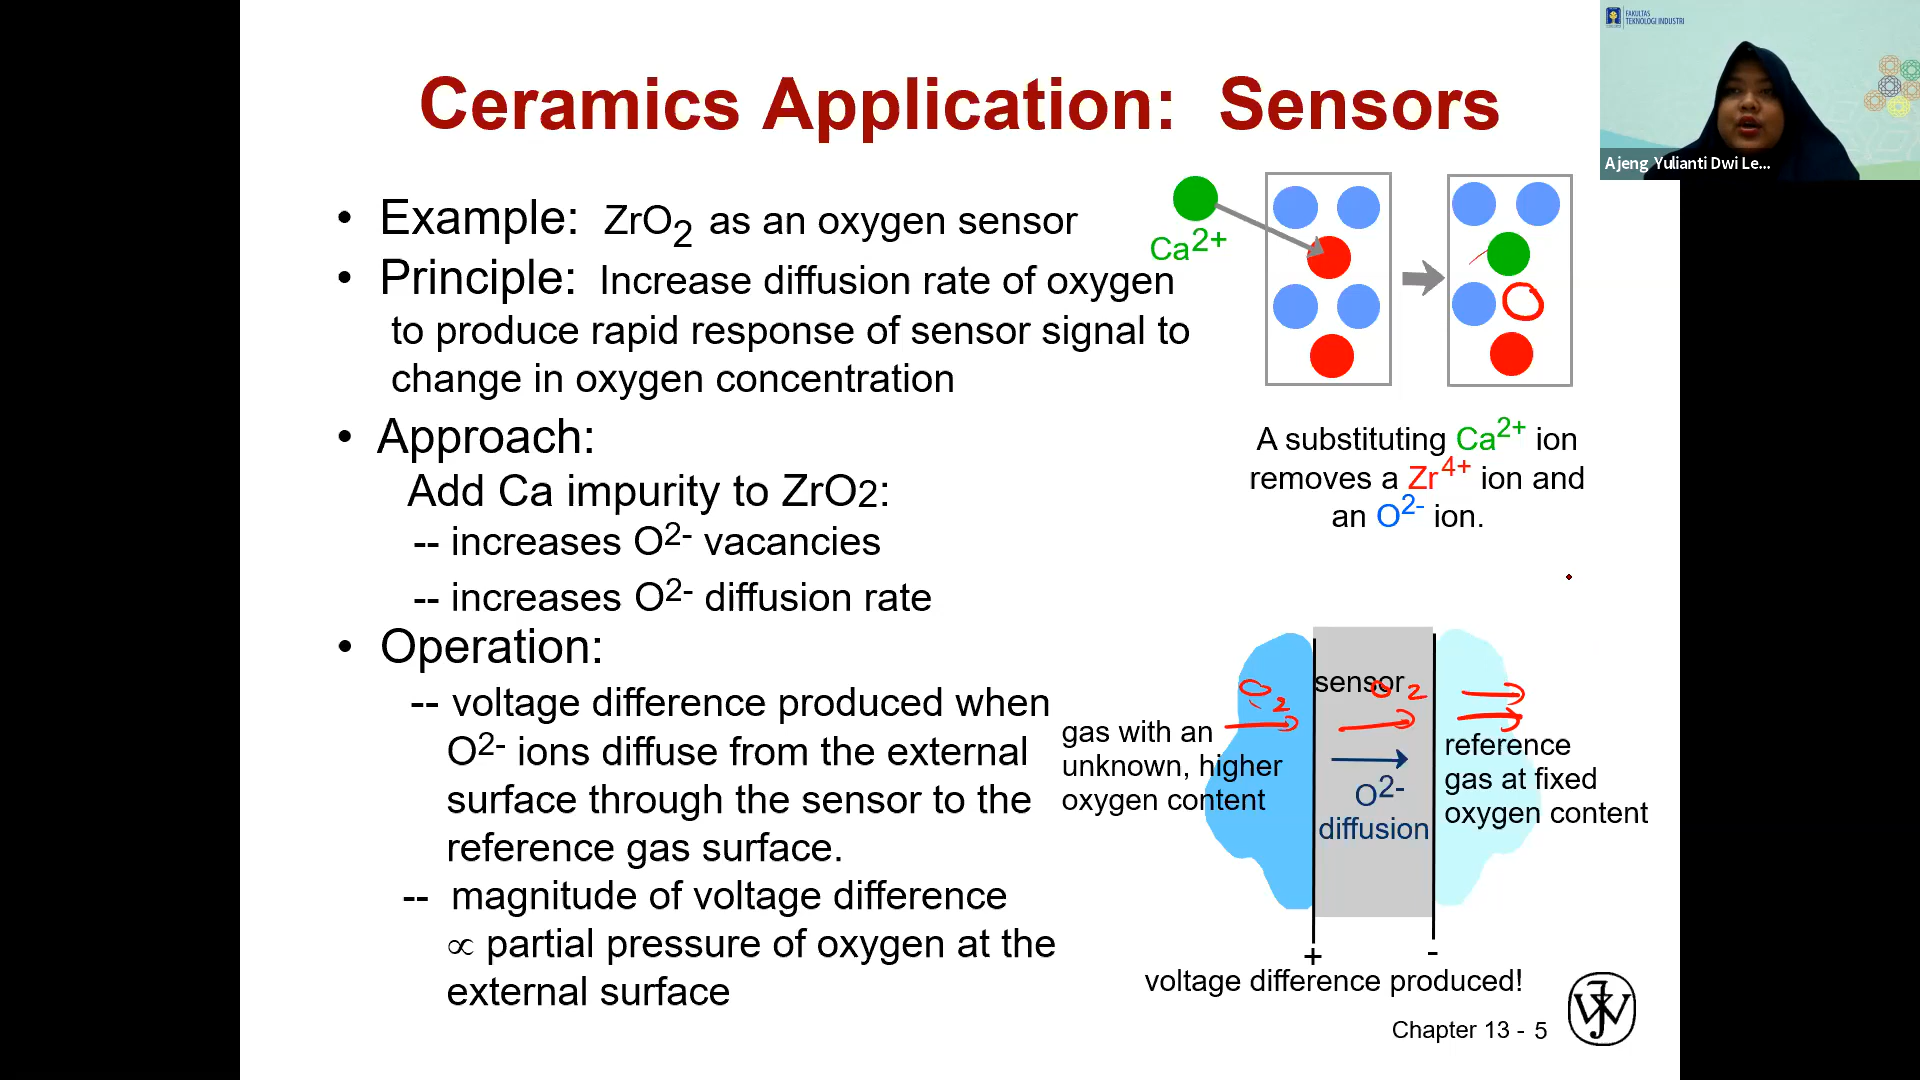 FAKULTAS
TEKNOLOGI INDUSTRI
Ajeng Yulianti Dwi Le...
Ceramics Application: Sensors
• Example: ZrO2 as an oxygen sensor
• Principle: Increase diffusion rate of oxygen
to produce rapid response of sensor signal to
change in oxygen concentration
• Approach:
Add Ca impurity to ZrO2:
-- increases O2- vacancies
-- increases O2- diffusion rate
• Operation:
-- voltage difference produced when
O2- ions diffuse from the external
surface through the sensor to the
reference gas surface.
-- magnitude of voltage difference
∝ partial pressure of oxygen at the
external surface
Ca2+
A substituting Ca2+ ion
removes a Zr4+ ion and
an O2- ion.
sensor
O2
O2
gas with an
unknown, higher
oxygen content
O2-
diffusion
reference
gas at fixed
oxygen content
+ -
voltage difference produced!
Chapter 13 - 5